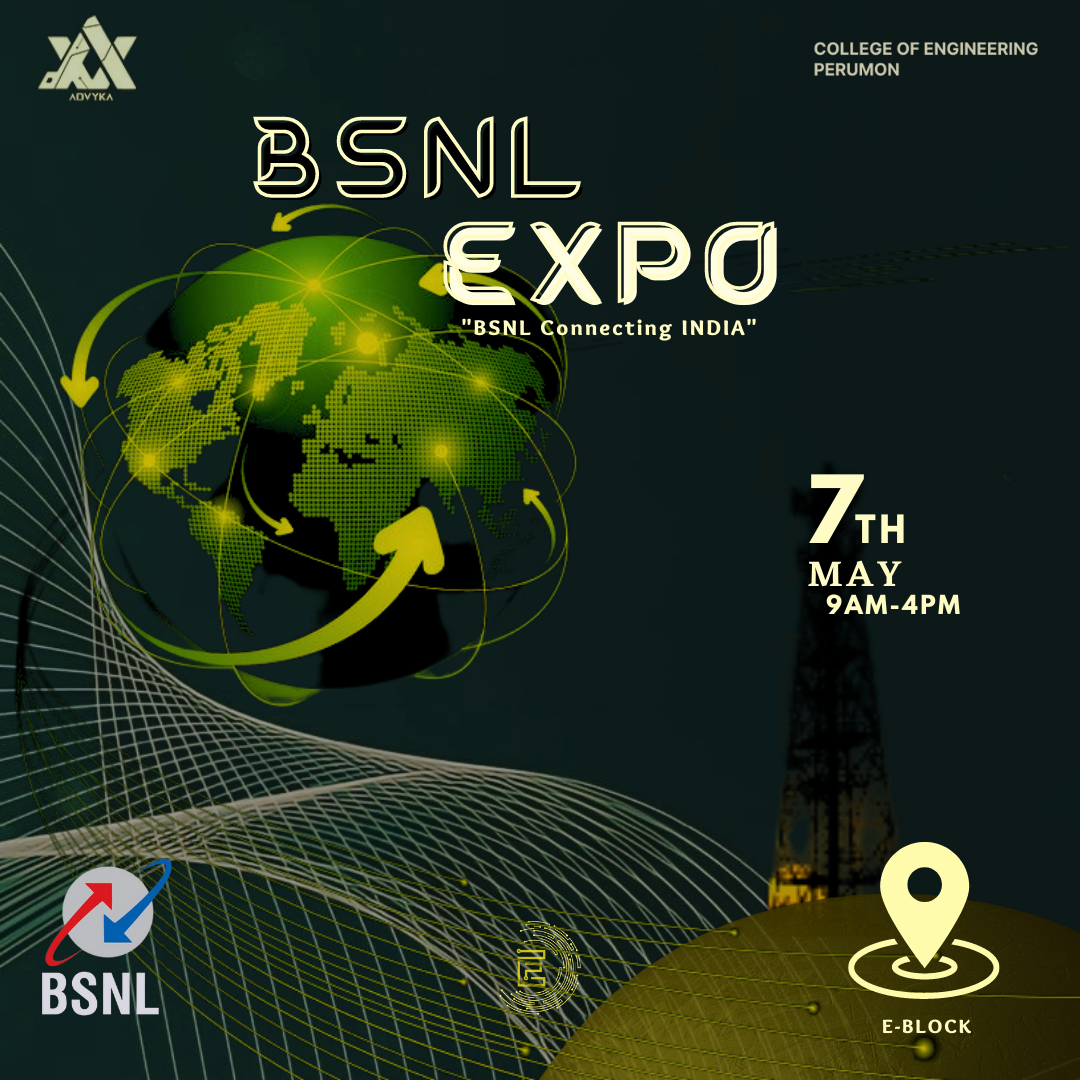 ADVYKA
COLLEGE OF ENGINEERING
PERUMON
BSNL
EXPO
"BSNL Connecting INDIA"
7TH
MAY
9AM-4PM
BSNL
E-BLOCK